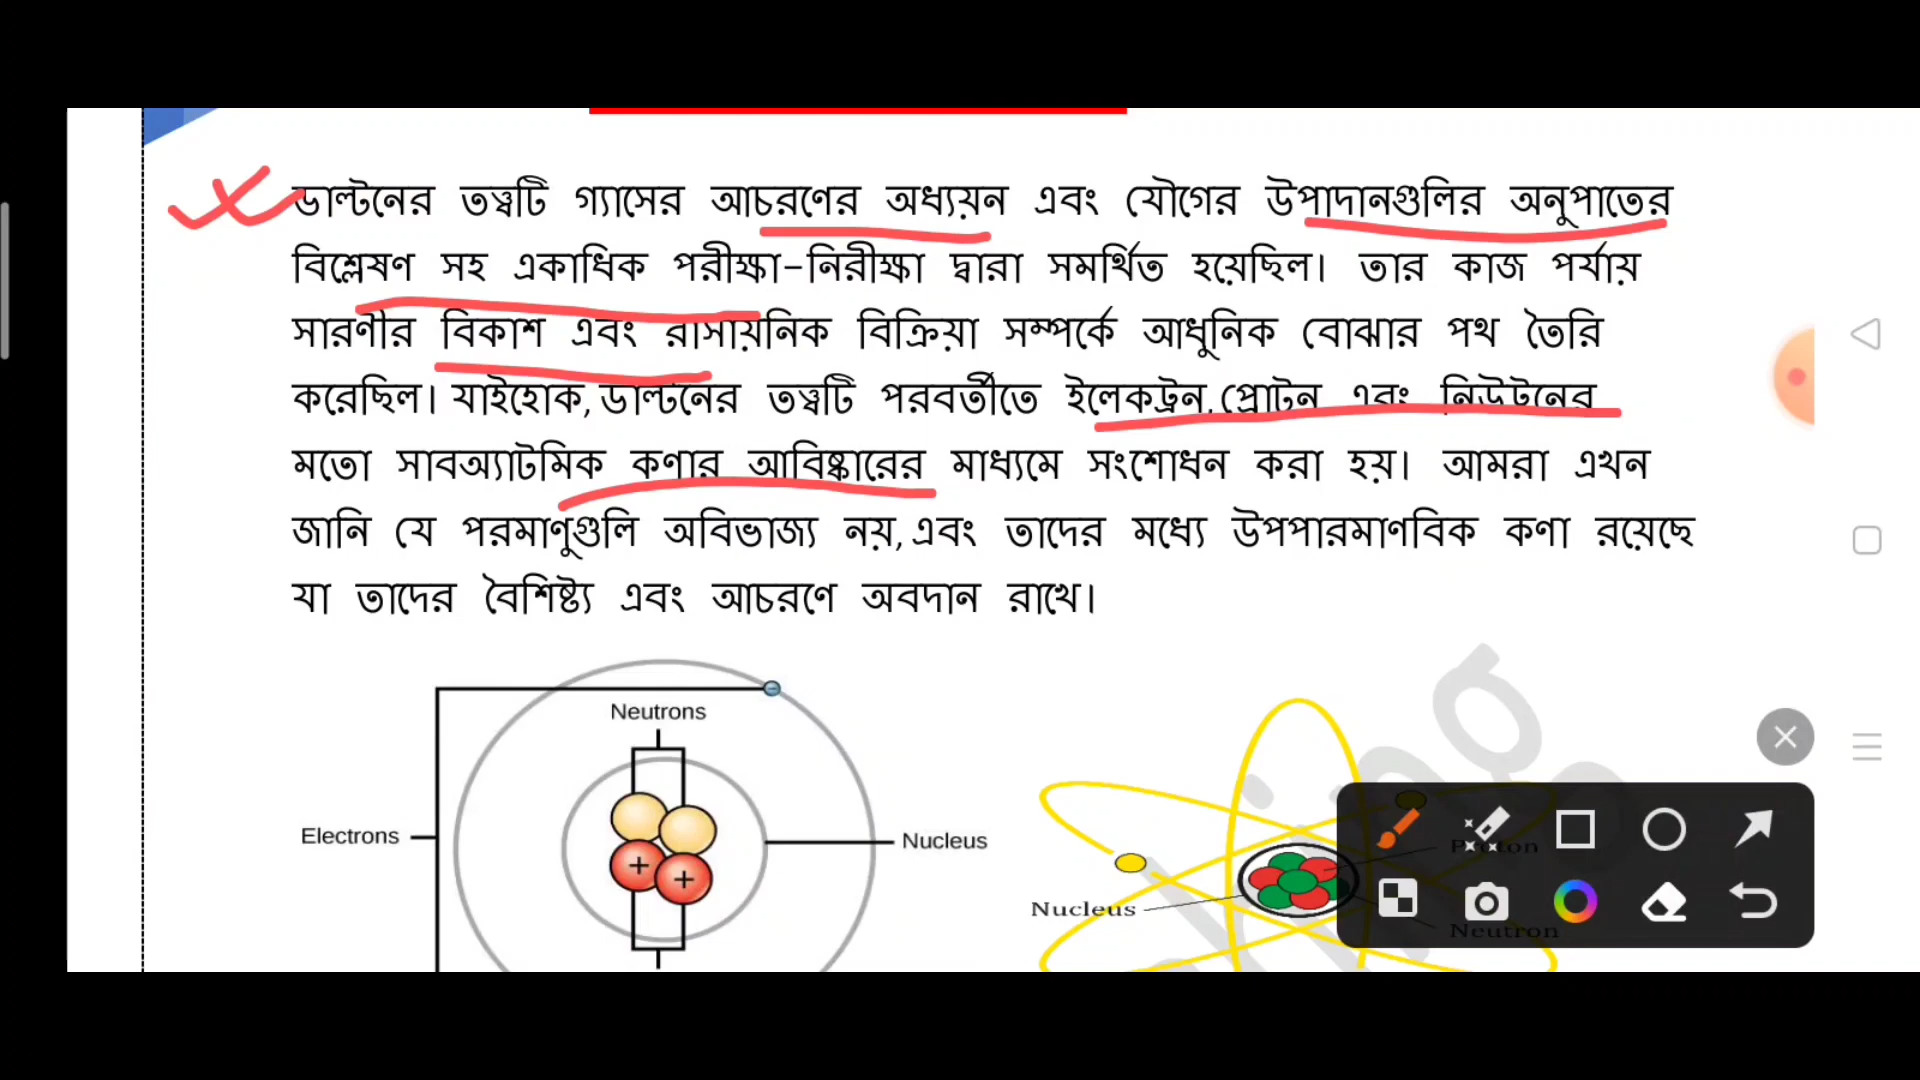 ডাল্টনের তত্ত্বটি গ্যাসের আচরণের অধ্যয়ন এবং যৌগের উপাদানগুলির অনুপাতের
বিশ্লেষণ সহ একাধিক পরীক্ষা-নিরীক্ষা দ্বারা সমর্থিত হয়েছিল। তার কাজ পর্যায়
সারণীর বিকাশ এবং রাসায়নিক বিক্রিয়া সম্পর্কে আধুনিক বোঝার পথ তৈরি
করেছিল। যাইহোক, ডাল্টনের তত্ত্বটি পরবর্তীতে ইলেকট্রন, প্রোটন এবং নিউটনের
মতো সাবঅ্যাটমিক কণার আবিষ্কারের মাধ্যমে সংশোধন করা হয়। আমরা এখন
জানি যে পরমাণুগুলি অবিভাজ্য নয়, এবং তাদের মধ্যে উপপারমাণবিক কণা রয়েছে
যা তাদের বৈশিষ্ট্য এবং আচরণে অবদান রাখে।
Neutrons
Electrons
Nucleus
Proton
Nucleus
Neutron